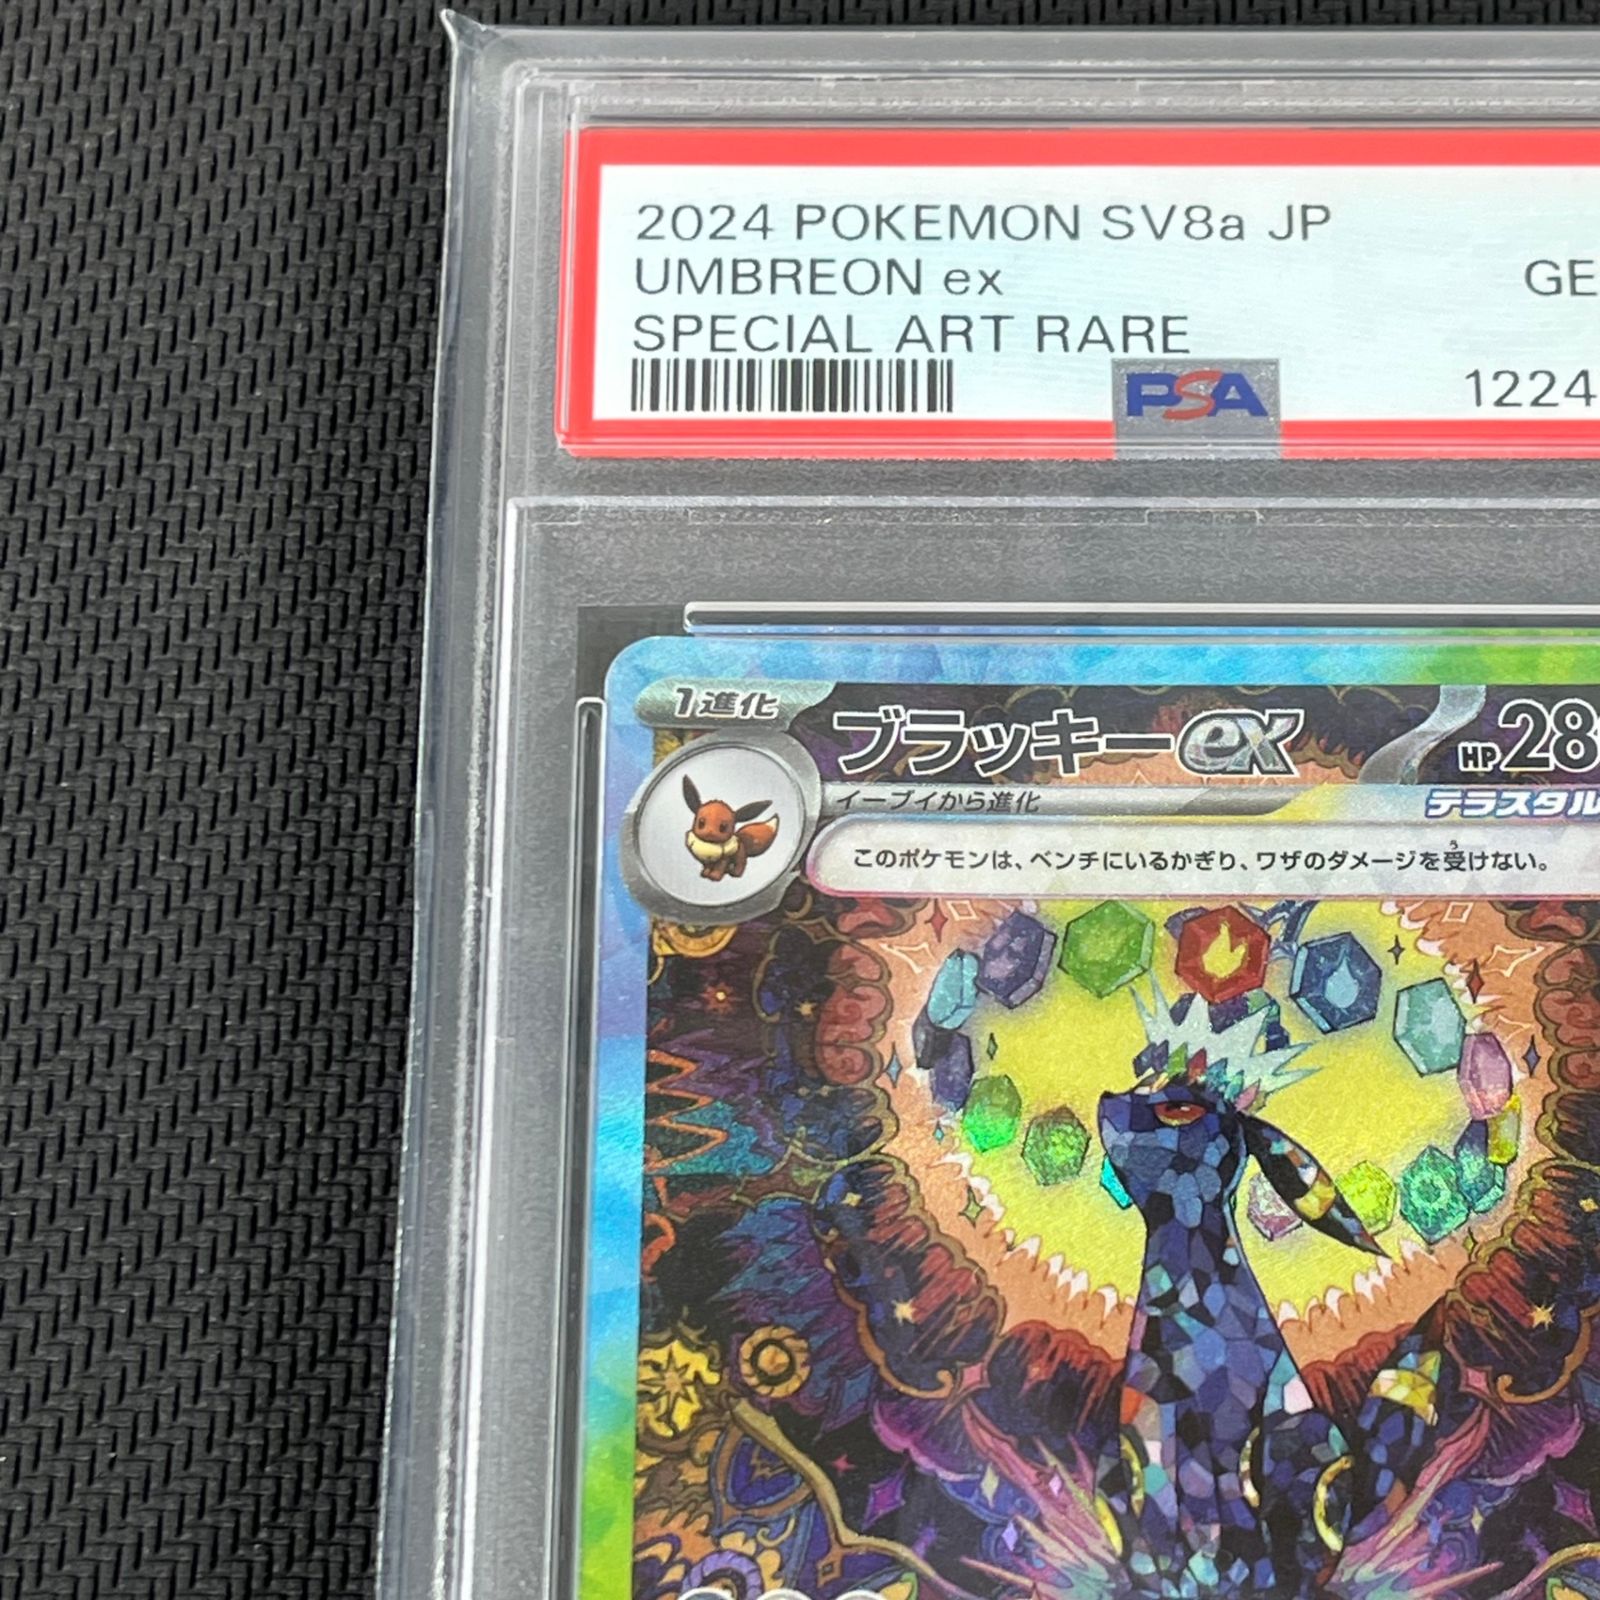 2024 POKEMON SV8a JP
UMBREON ex GE
SPECIAL ART RARE
PSA 1224
1進化
ブラッキーex HP 28
イーブイから進化 テラスタル
このポケモンは、ベンチにいるかぎり、ワザのダメージを受けない。